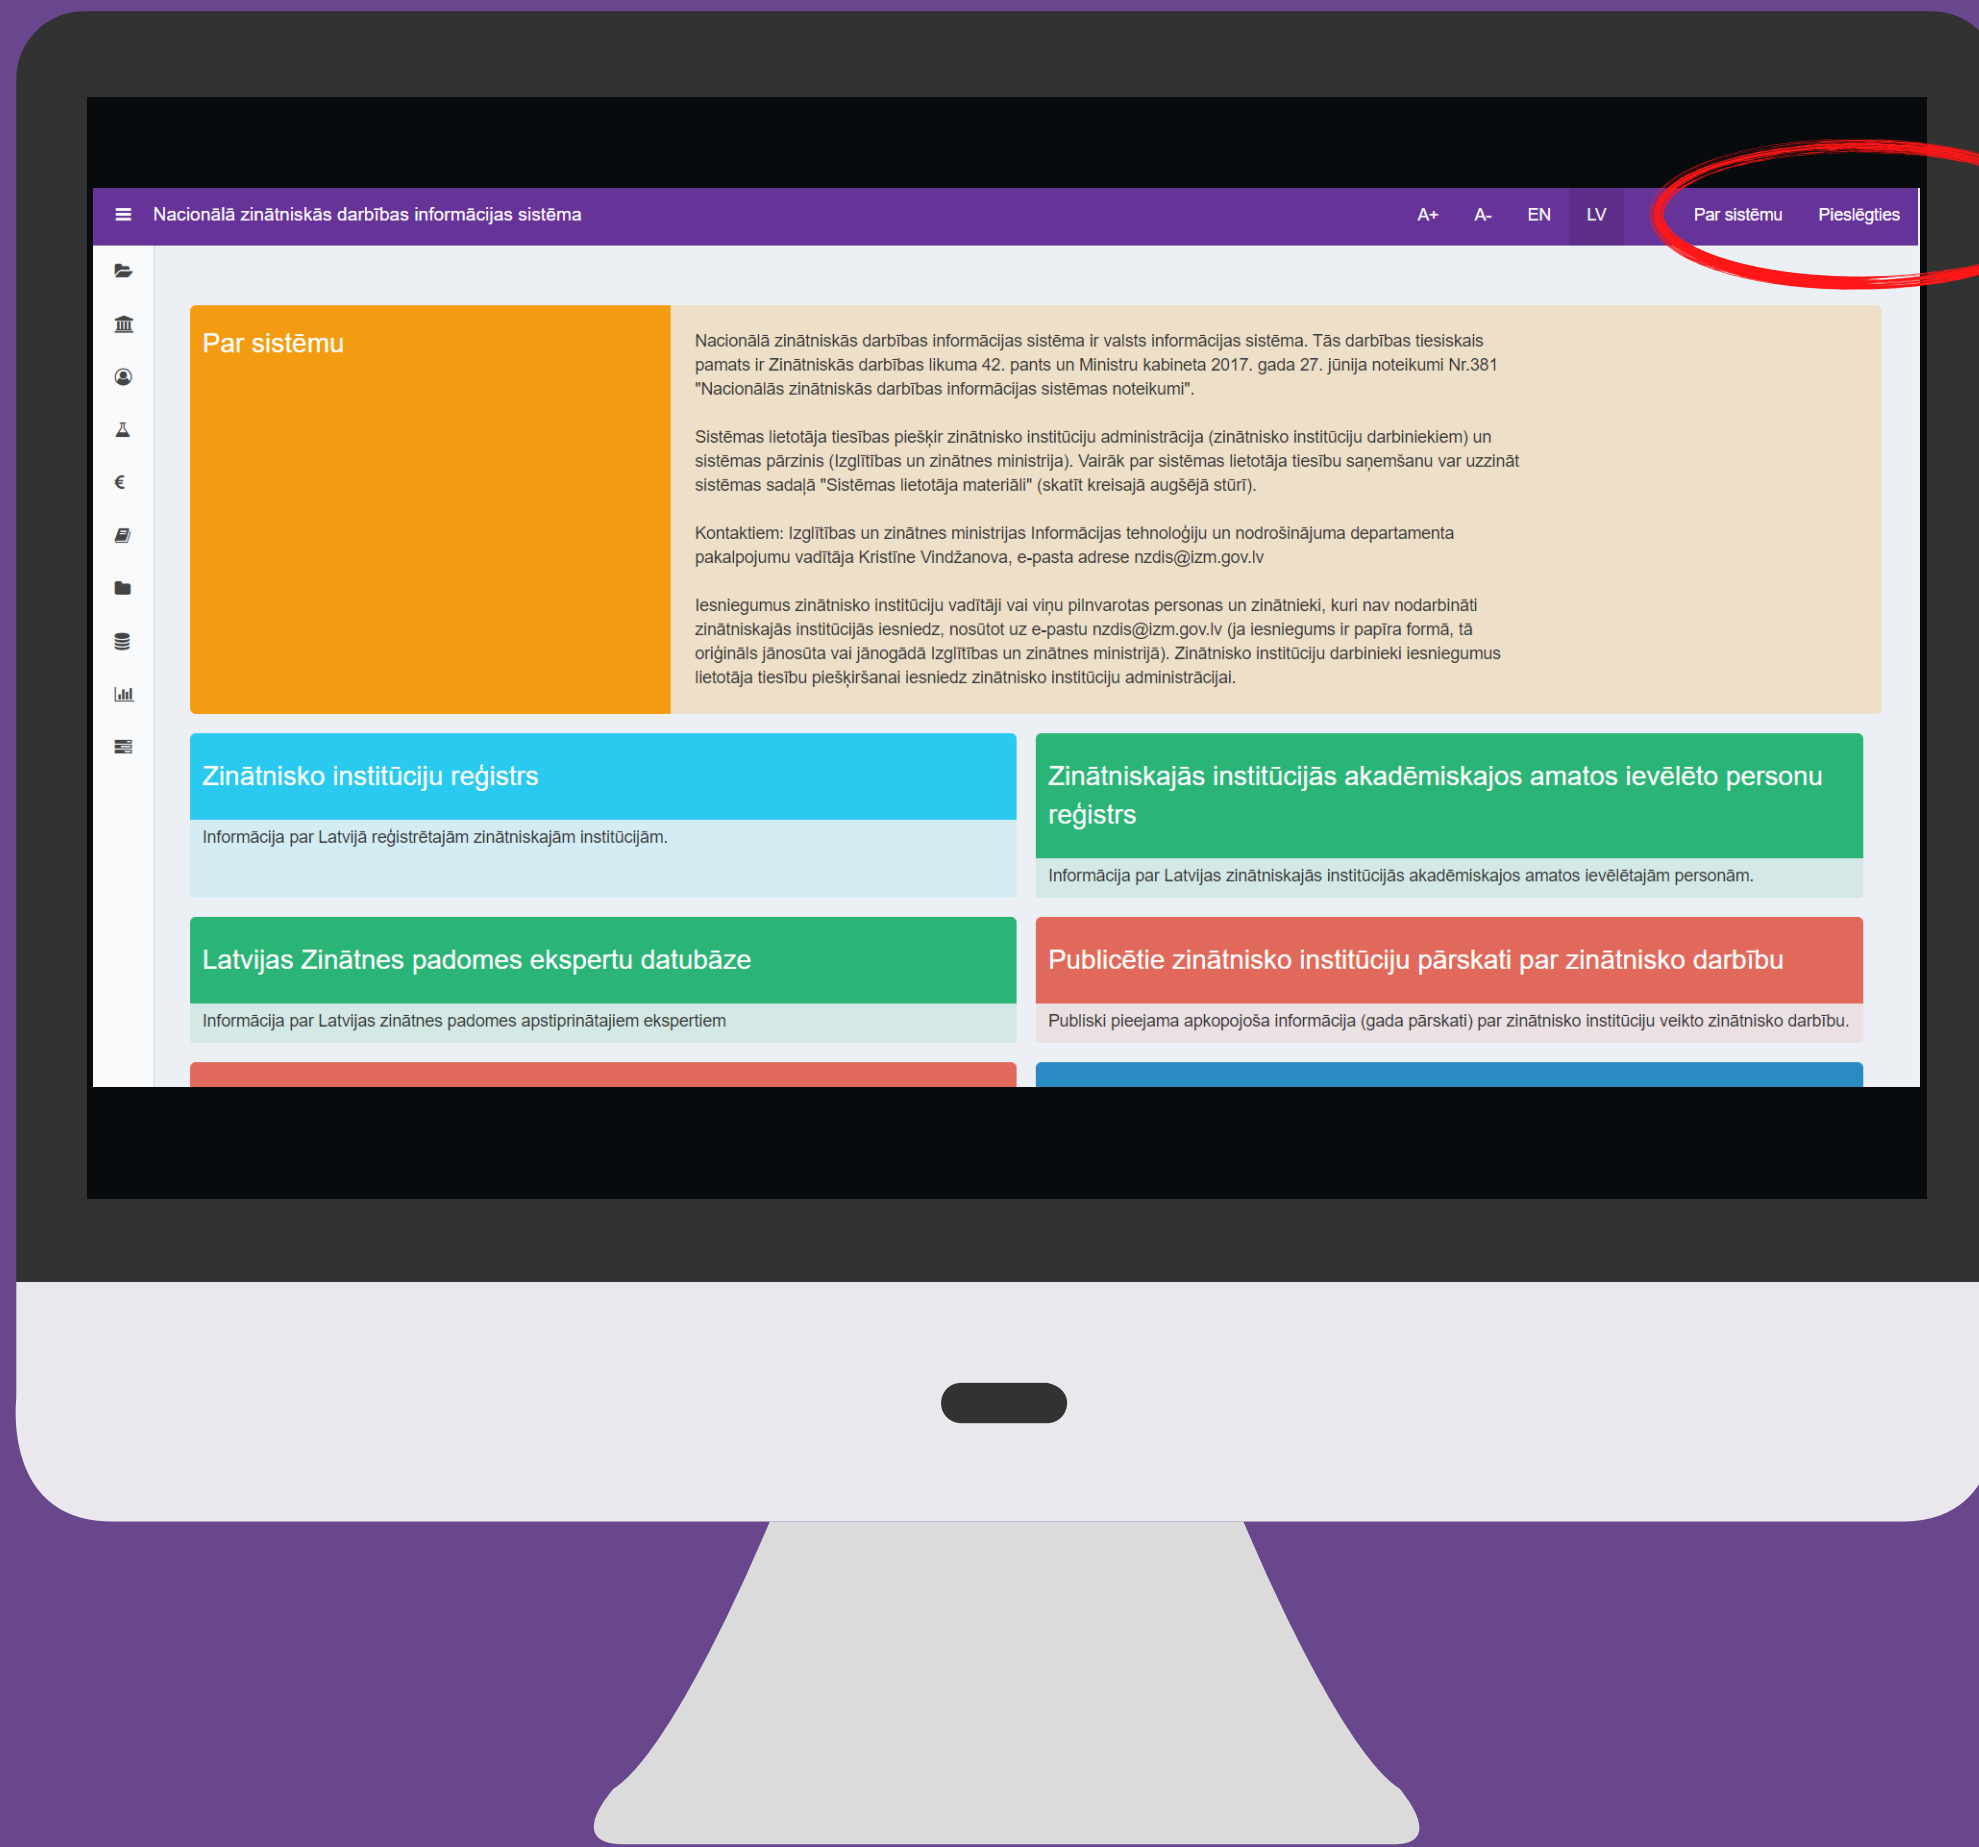 Nacionālā zinātniskās darbības informācijas sistēma
A+ A- EN LV Par sistēmu Pieslēgties
Par sistēmu
Nacionālā zinātniskās darbības informācijas sistēma ir valsts informācijas sistēma. Tās darbības tiesiskais
pamats ir Zinātniskās darbības likuma 42. pants un Ministru kabineta 2017. gada 27. jūnija noteikumi Nr.381
"Nacionālās zinātniskās darbības informācijas sistēmas noteikumi".
Sistēmas lietotāja tiesības piešķir zinātnisko institūciju administrācija (zinātnisko institūciju darbiniekiem) un
sistēmas pārzinis (Izglītības un zinātnes ministrija). Vairāk par sistēmas lietotāja tiesību saņemšanu var uzzināt
sistēmas sadaļā "Sistēmas lietotāja materiāli" (skatīt kreisajā augšējā stūrī).
Kontaktiem: Izglītības un zinātnes ministrijas Informācijas tehnoloģiju un nodrošinājuma departamenta
pakalpojumu vadītāja Kristīne Vindžanova, e-pasta adrese nzdis@izm.gov.lv
Iesniegumus zinātnisko institūciju vadītāji vai viņu pilnvarotas personas un zinātnieki, kuri nav nodarbināti
zinātniskajās institūcijās iesniedz, nosūtot uz e-pastu nzdis@izm.gov.lv (ja iesniegums ir papīra formā, tā
oriģināls jānosūta vai jānogādā Izglītības un zinātnes ministrijā). Zinātnisko institūciju darbinieki iesniegumus
lietotāja tiesību piešķiršanai iesniedz zinātnisko institūciju administrācijai.
Zinātnisko institūciju reģistrs
Informācija par Latvijā reģistrētajām zinātniskajām institūcijām.
Zinātniskajās institūcijās akadēmiskajos amatos ievēlēto personu
reģistrs
Informācija par Latvijas zinātniskajās institūcijās akadēmiskajos amatos ievēlētajām personām.
Latvijas Zinātnes padomes ekspertu datubāze
Informācija par Latvijas zinātnes padomes apstiprinātajiem ekspertiem
Publicētie zinātnisko institūciju pārskati par zinātnisko darbību
Publiski pieejama apkopojoša informācija (gada pārskati) par zinātnisko institūciju veikto zinātnisko darbību.